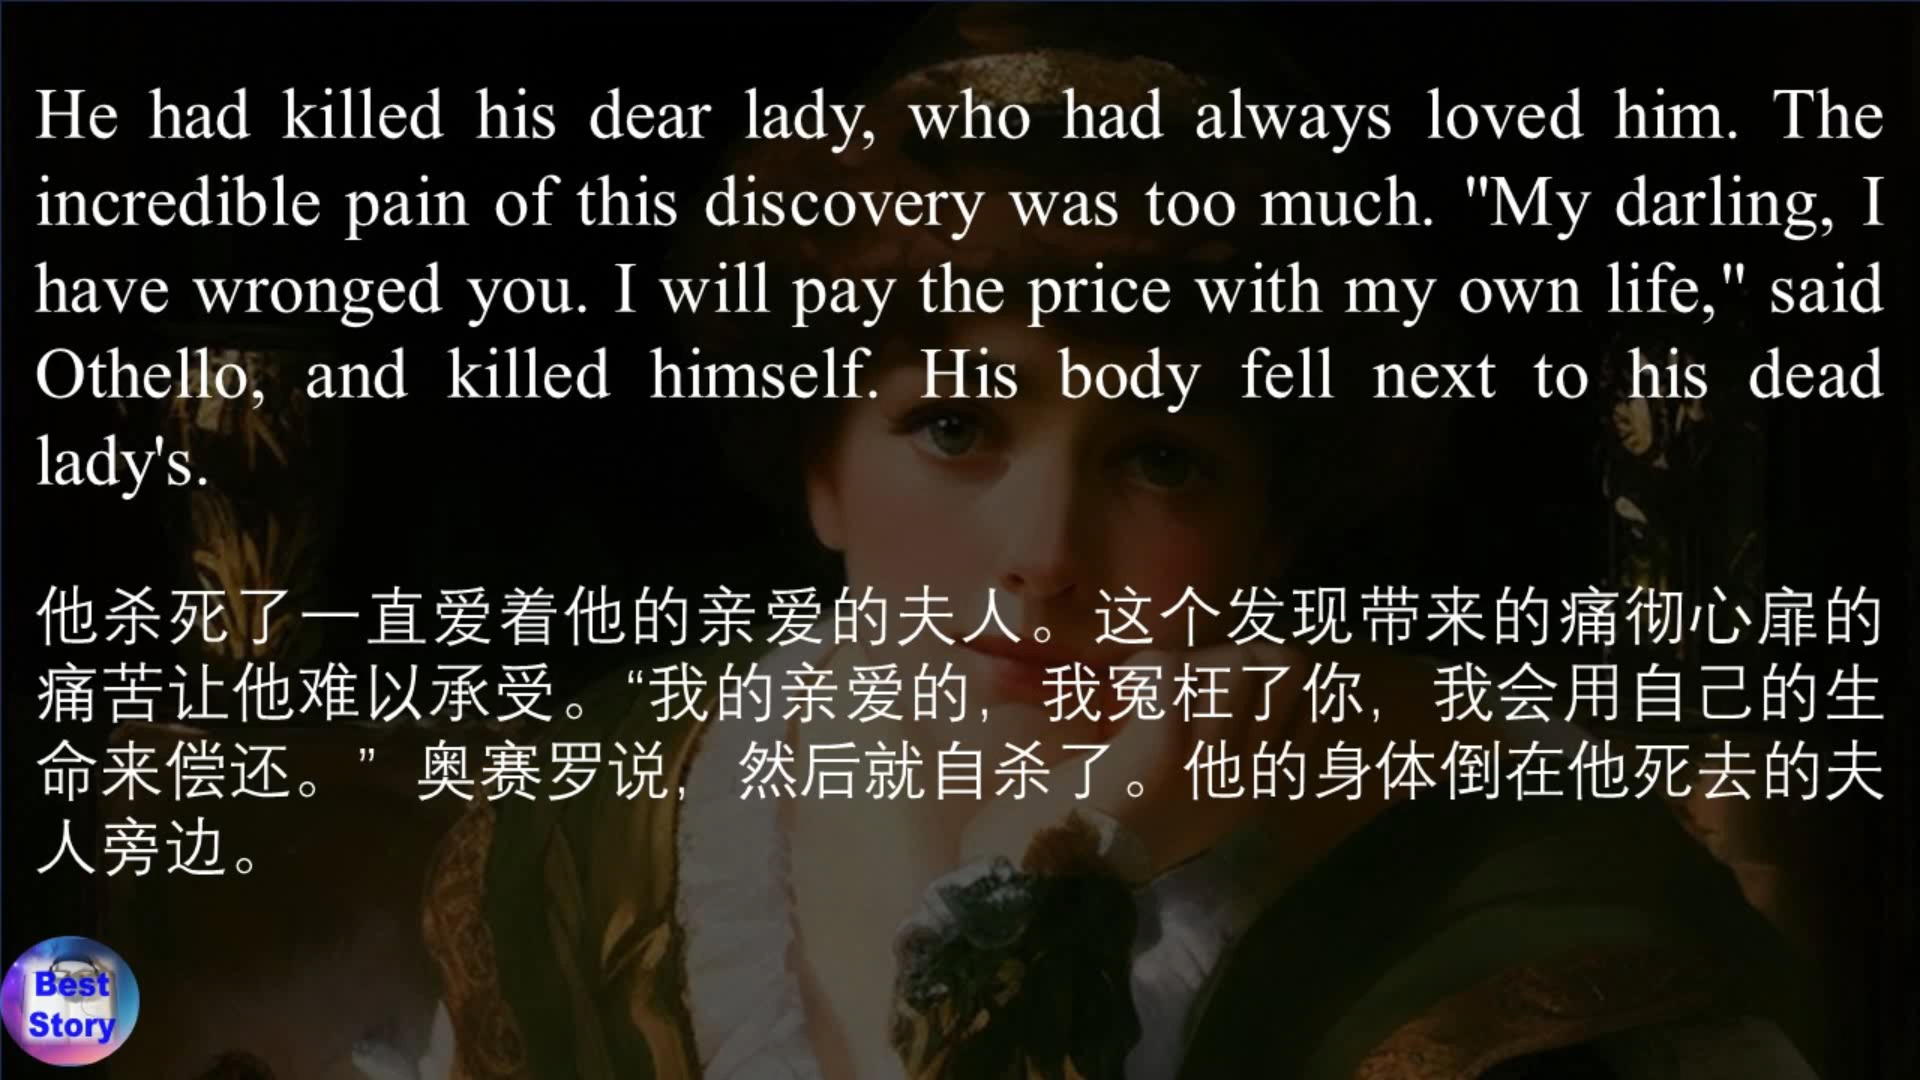 He had killed his dear lady, who had always loved him. The
incredible pain of this discovery was too much. "My darling, I
have wronged you. I will pay the price with my own life," said
Othello, and killed himself. His body fell next to his dead
lady's.
他杀死了一直爱着他的亲爱的夫人。这个发现带来的痛彻心扉的
痛苦让他难以承受。“我的亲爱的，我冤枉了你，我会用自己的生
命来偿还。” 奥赛罗说，然后就自杀了。他的身体倒在他死去的夫
人旁边。
Best
Story